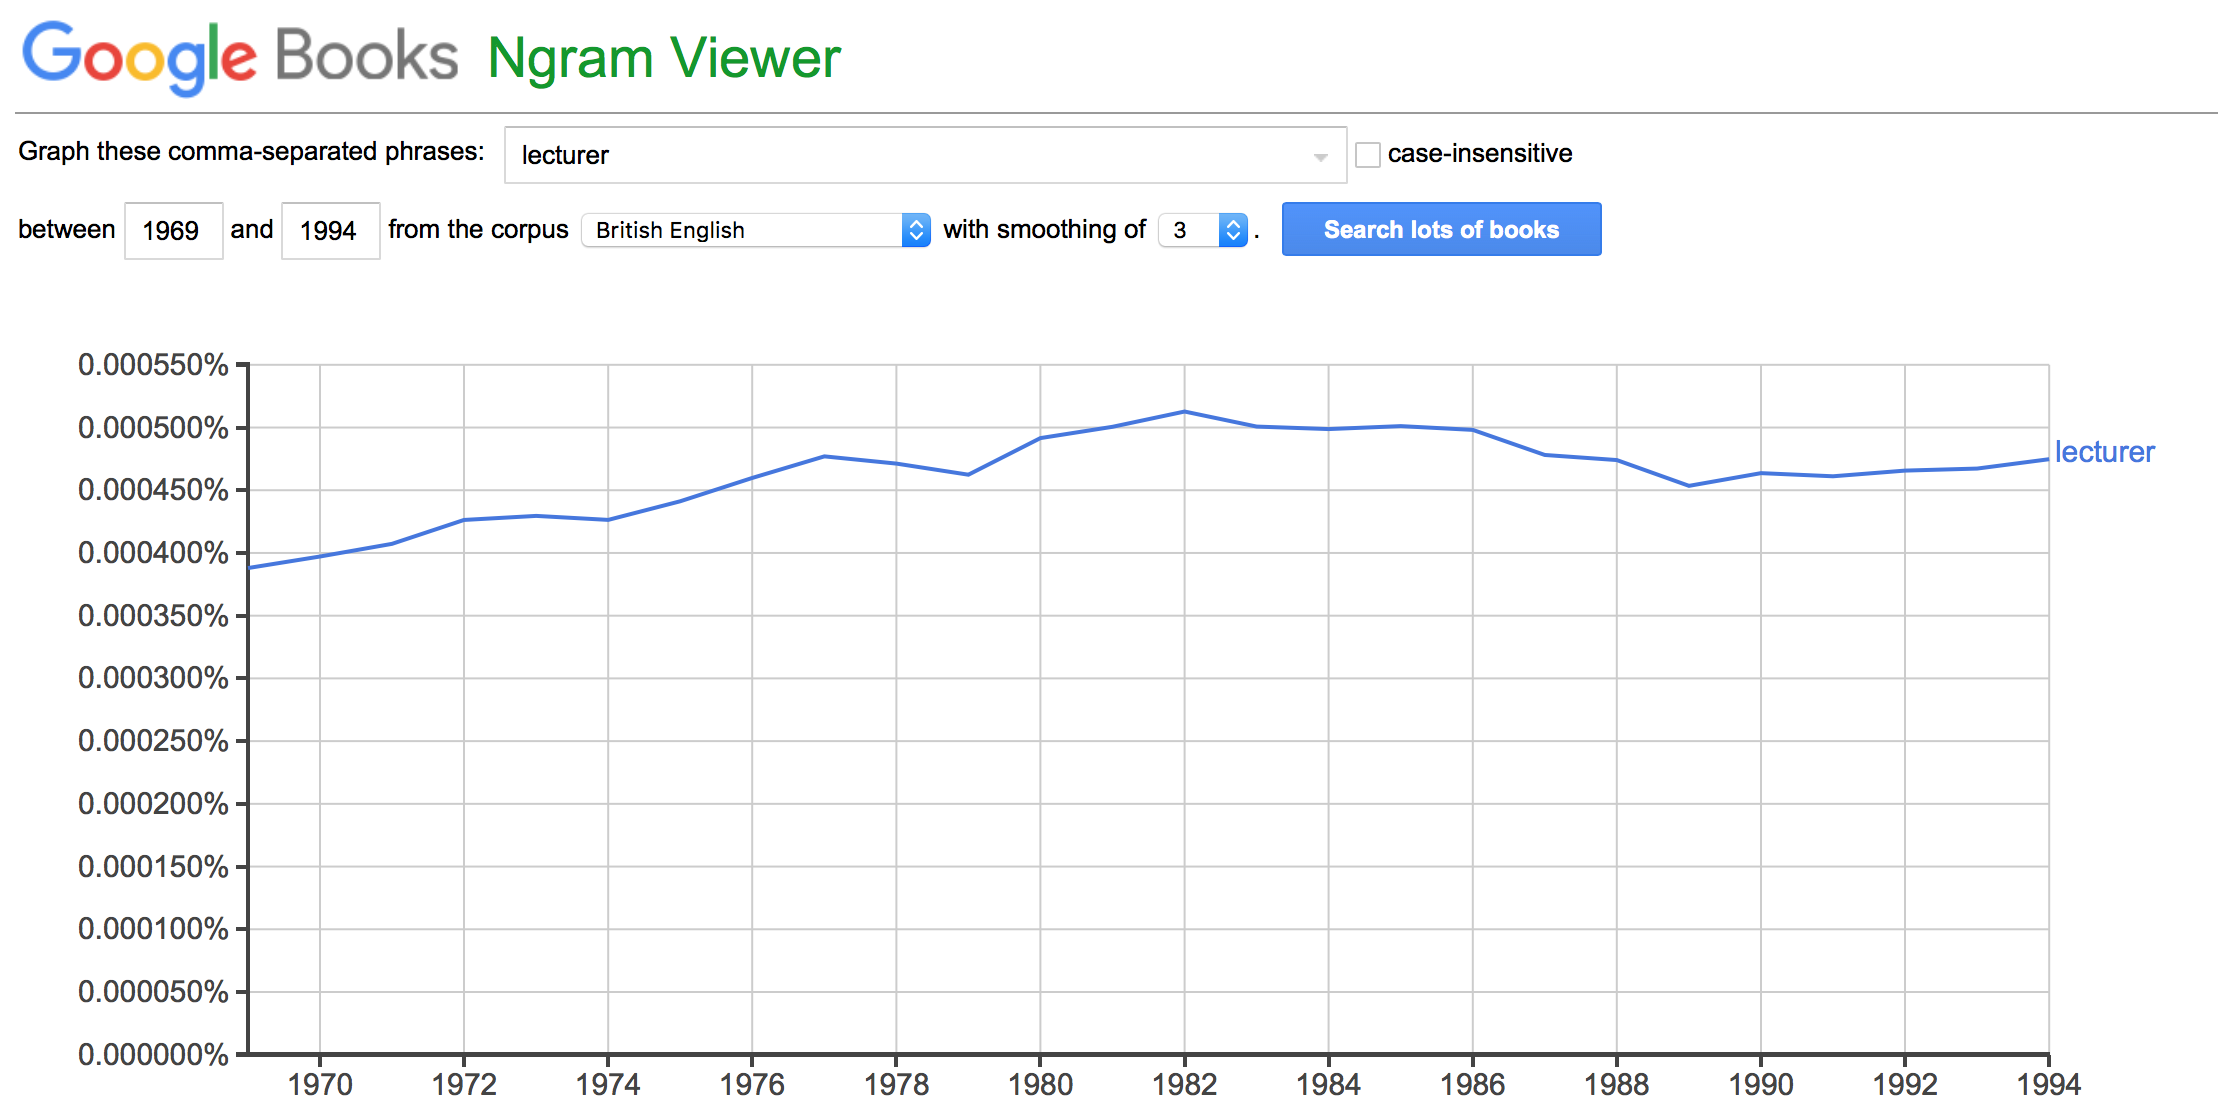 Google Books Ngram Viewer
Graph these comma-separated phrases: lecturer case-insensitive
between 1969 and 1994 from the corpus British English with smoothing of 3 . Search lots of books
0.000550%
0.000500%
lecturer
0.000450%
0.000400%
0.000350%
0.000300%
0.000250%
0.000200%
0.000150%
0.000100%
0.000050%
0.000000%
1970 1972 1974 1976 1978 1980 1982 1984 1986 1988 1990 1992 1994